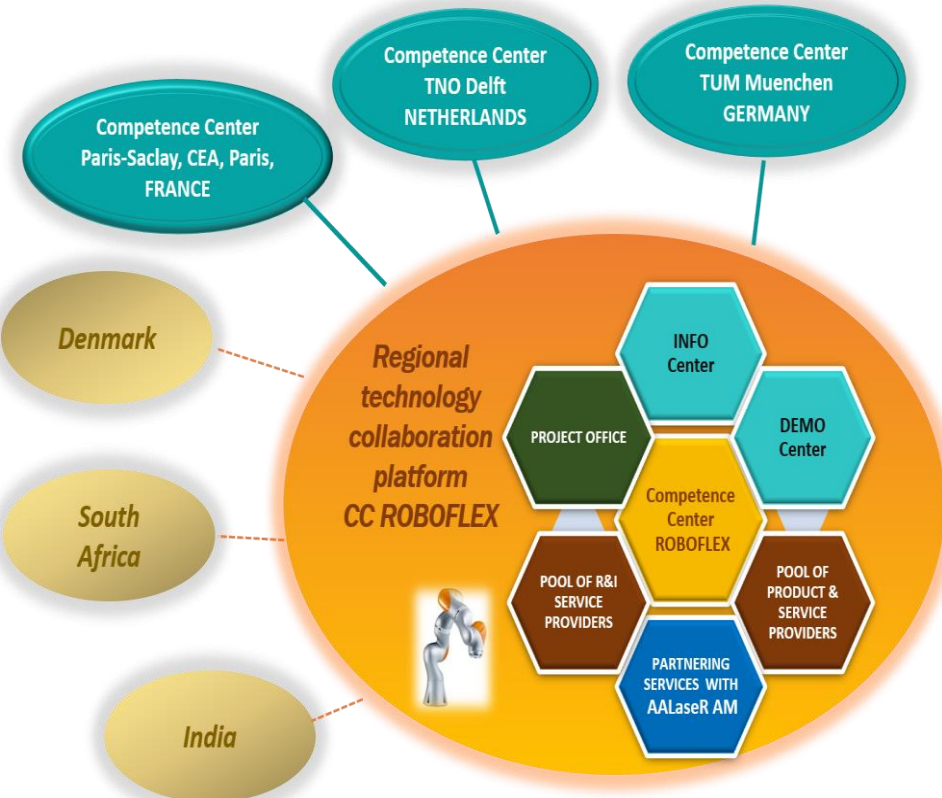 Competence Center
Paris-Saclay, CEA, Paris,
FRANCE
Competence Center
TNO Delft
NETHERLANDS
Competence Center
TUM Muenchen
GERMANY
Denmark
South
Africa
India
Regional
technology
collaboration
platform
CC ROBOFLEX
INFO
Center
PROJECT OFFICE
DEMO
Center
Competence
Center
ROBOFLEX
POOL OF R&I
SERVICE
PROVIDERS
POOL OF
PRODUCT &
SERVICE
PROVIDERS
PARTNERING
SERVICES WITH
AALaseR AM